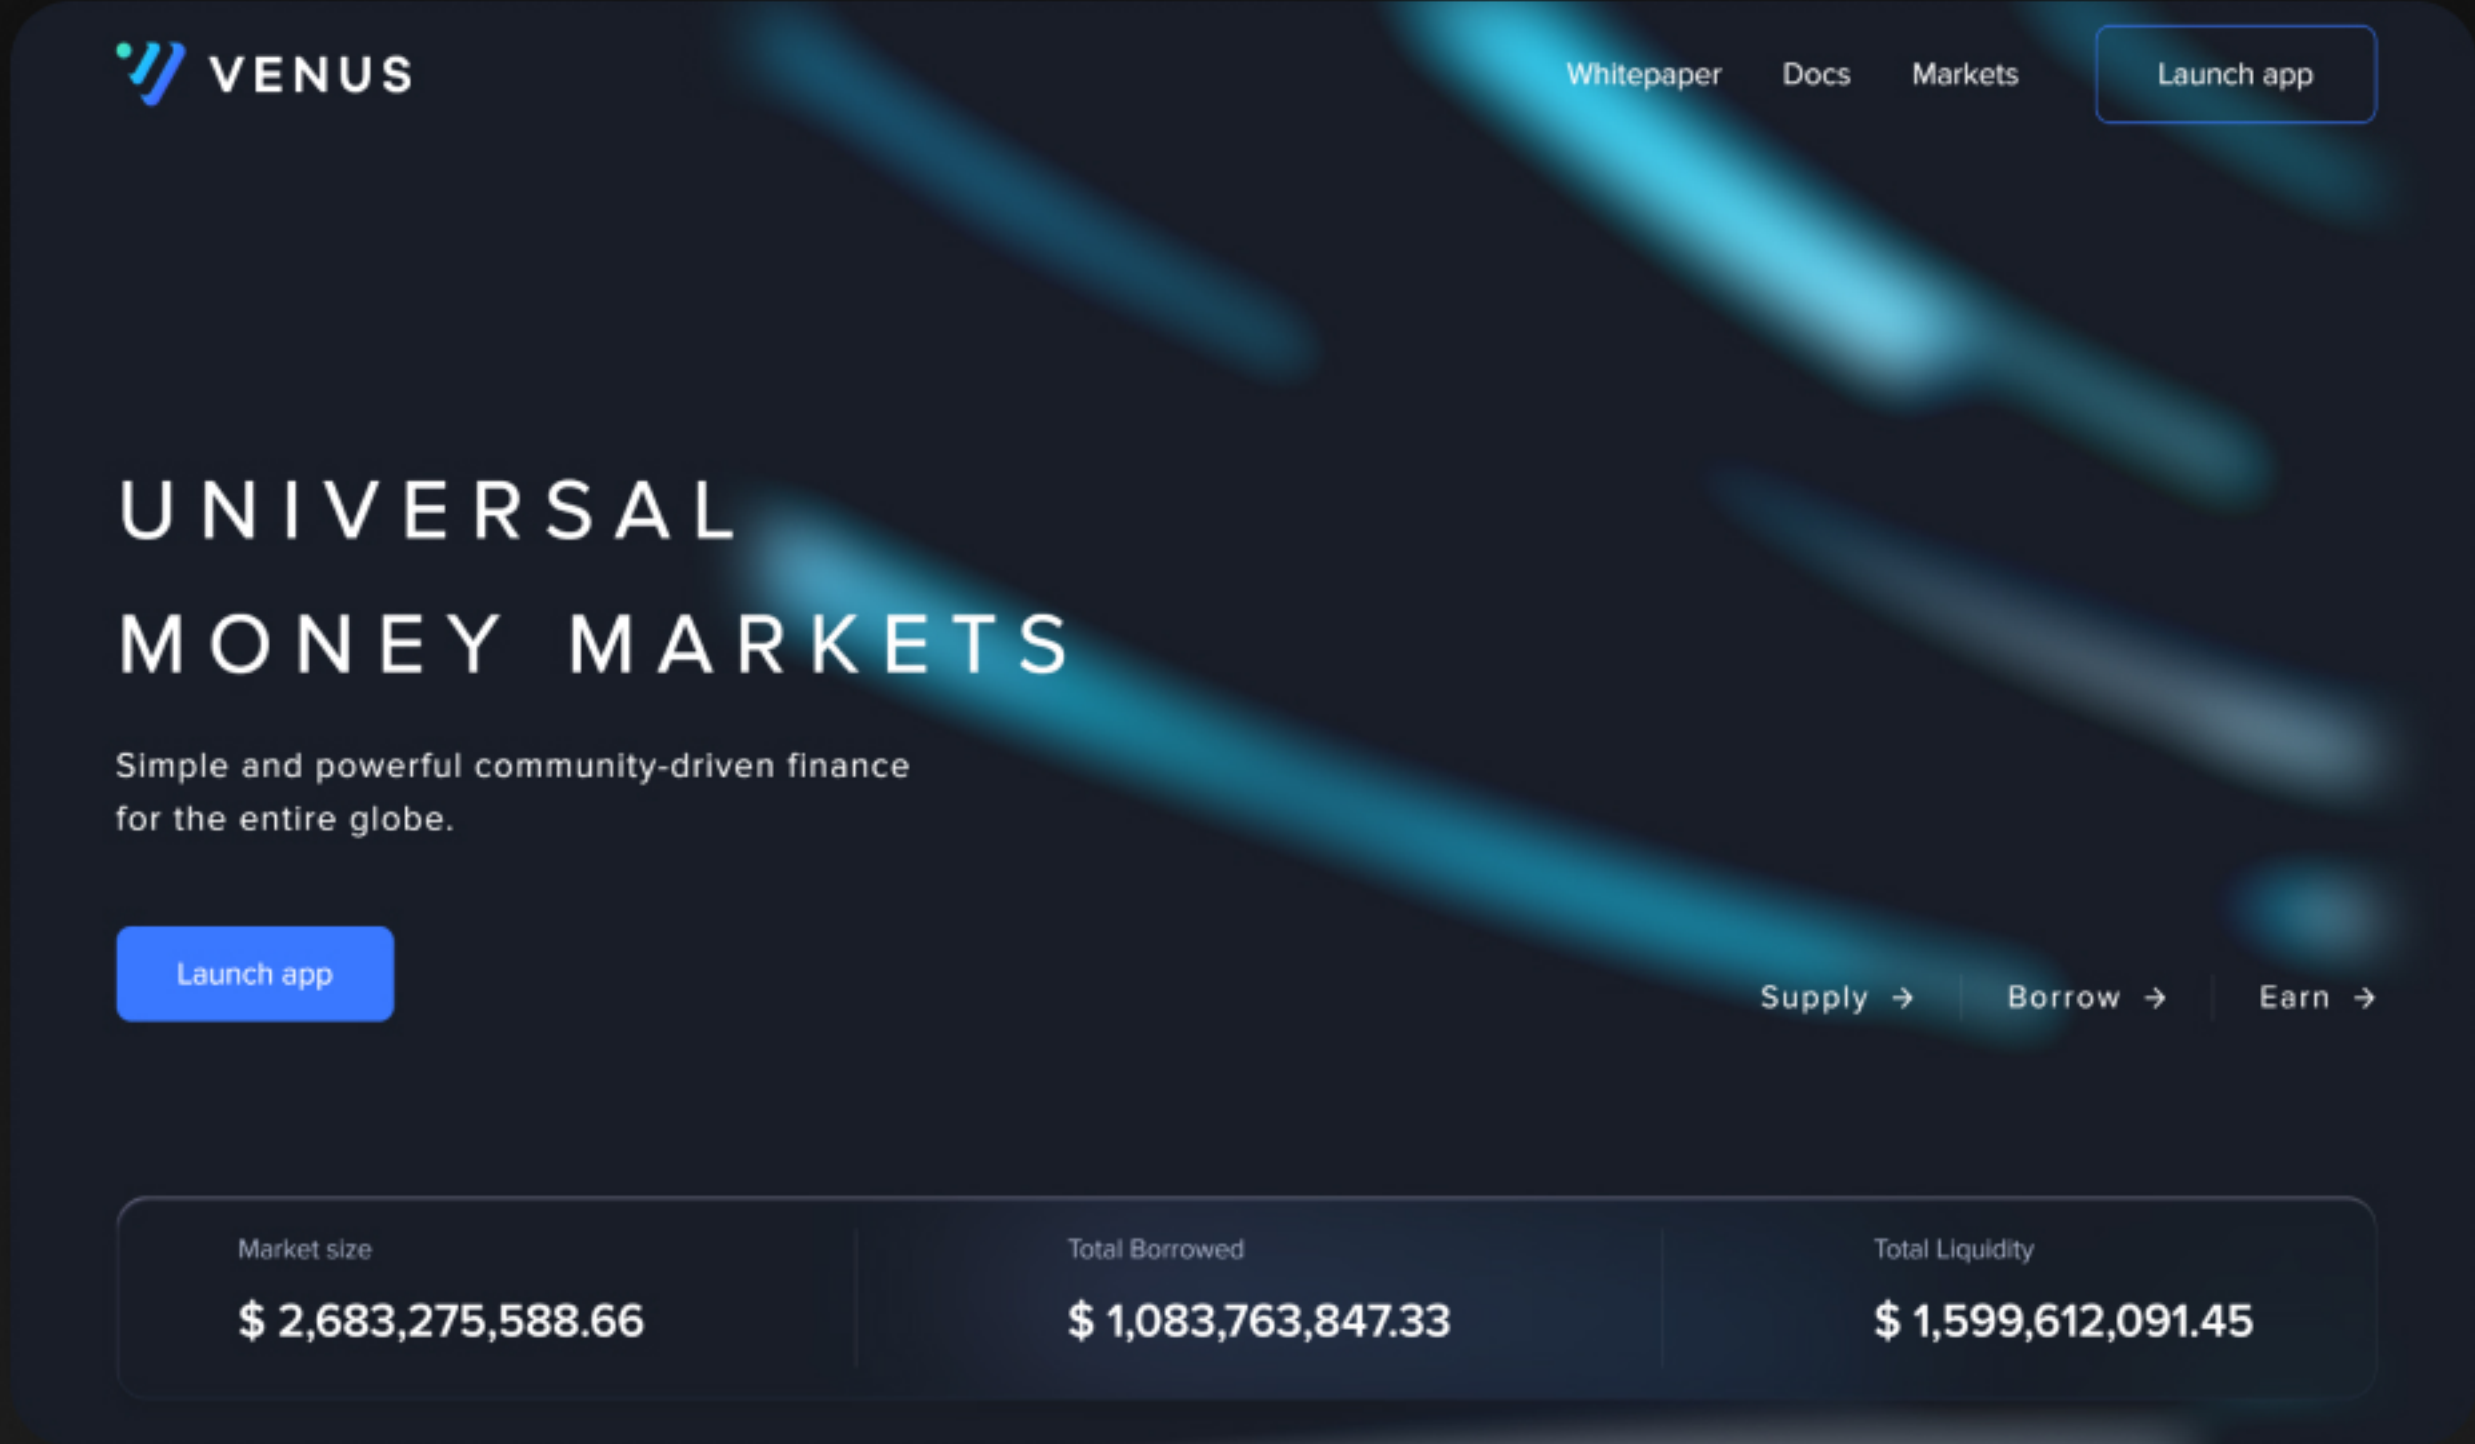 VENUS
Whitepaper
Docs
Markets
Launch app
UNIVERSAL
MONEY MARKETS
Simple and powerful community-driven finance
for the entire globe.
Launch app
Supply →
Borrow →
Earn →
Market size
$ 2,683,275,588.66
Total Borrowed
$ 1,083,763,847.33
Total Liquidity
$ 1,599,612,091.45